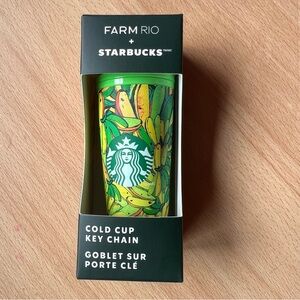 FARM RIO
+
STARBUCKS
COLD CUP
KEY CHAIN
GOBLET SUR
PORTE CLÉ